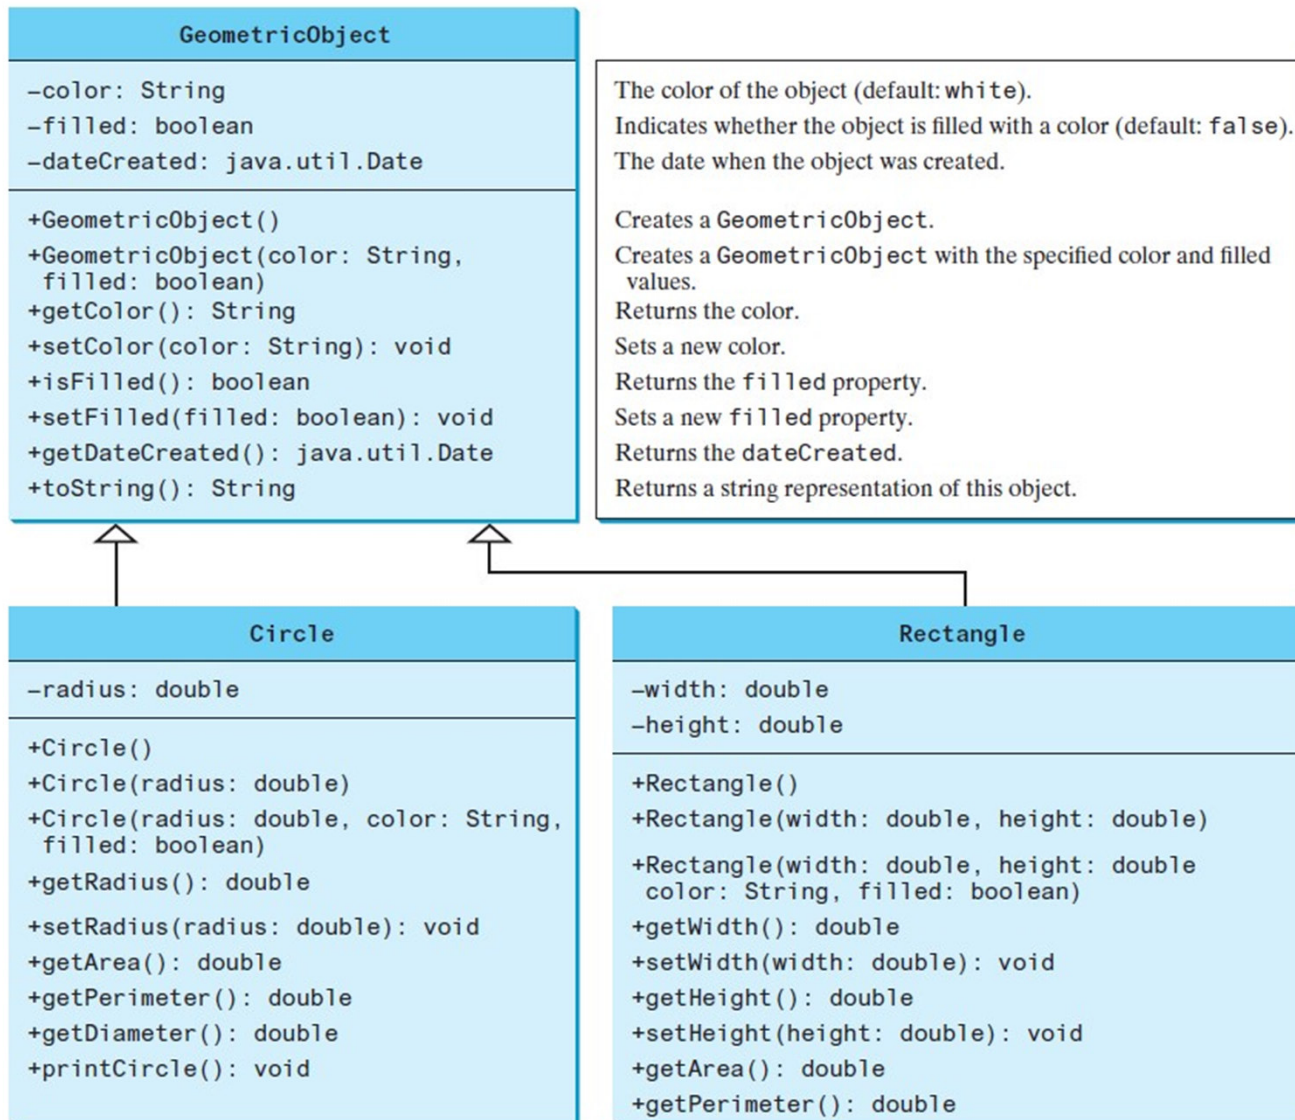 GeometricObject
-color: String
-filled: boolean
-dateCreated: java.util.Date
+GeometricObject()
+GeometricObject(color: String,
filled: boolean)
+getColor(): String
+setColor(color: String): void
+isFilled(): boolean
+setFilled(filled: boolean): void
+getDateCreated(): java.util.Date
+toString(): String
The color of the object (default: white).
Indicates whether the object is filled with a color (default: false).
The date when the object was created.
Creates a GeometricObject.
Creates a GeometricObject with the specified color and filled
values.
Returns the color.
Sets a new color.
Returns the filled property.
Sets a new filled property.
Returns the dateCreated.
Returns a string representation of this object.
Circle
-radius: double
+Circle()
+Circle(radius: double)
+Circle(radius: double, color: String,
filled: boolean)
+getRadius(): double
+setRadius(radius: double): void
+getArea(): double
+getPerimeter(): double
+getDiameter(): double
+printCircle(): void
Rectangle
-width: double
-height: double
+Rectangle()
+Rectangle(width: double, height: double)
+Rectangle(width: double, height: double
color: String, filled: boolean)
+getWidth(): double
+setWidth(width: double): void
+getHeight(): double
+setHeight(height: double): void
+getArea(): double
+getPerimeter(): double